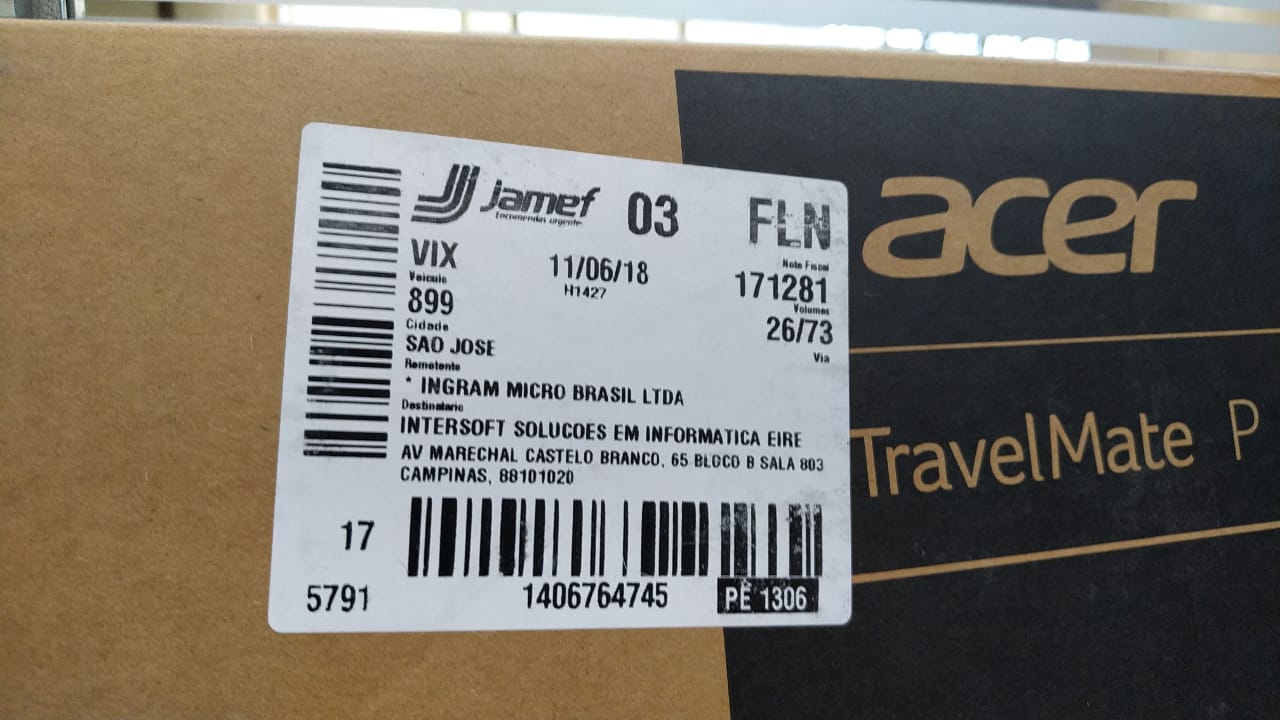 Jamef 03 FLN
Encomendas urgente
VIX 11/06/18 Nota Fiscal
H1427 171281
Veiculo
899 Volumes
26/73
Cidade
SAO JOSE Via
Remetente
* INGRAM MICRO BRASIL LTDA
Destinatario
INTERSOFT SOLUCOES EM INFORMATICA EIRE
AV MARECHAL CASTELO BRANCO, 65 BLOCO B SALA 803
CAMPINAS, 88101020
17
5791 1406764745 PE 1306
acer
TravelMate P